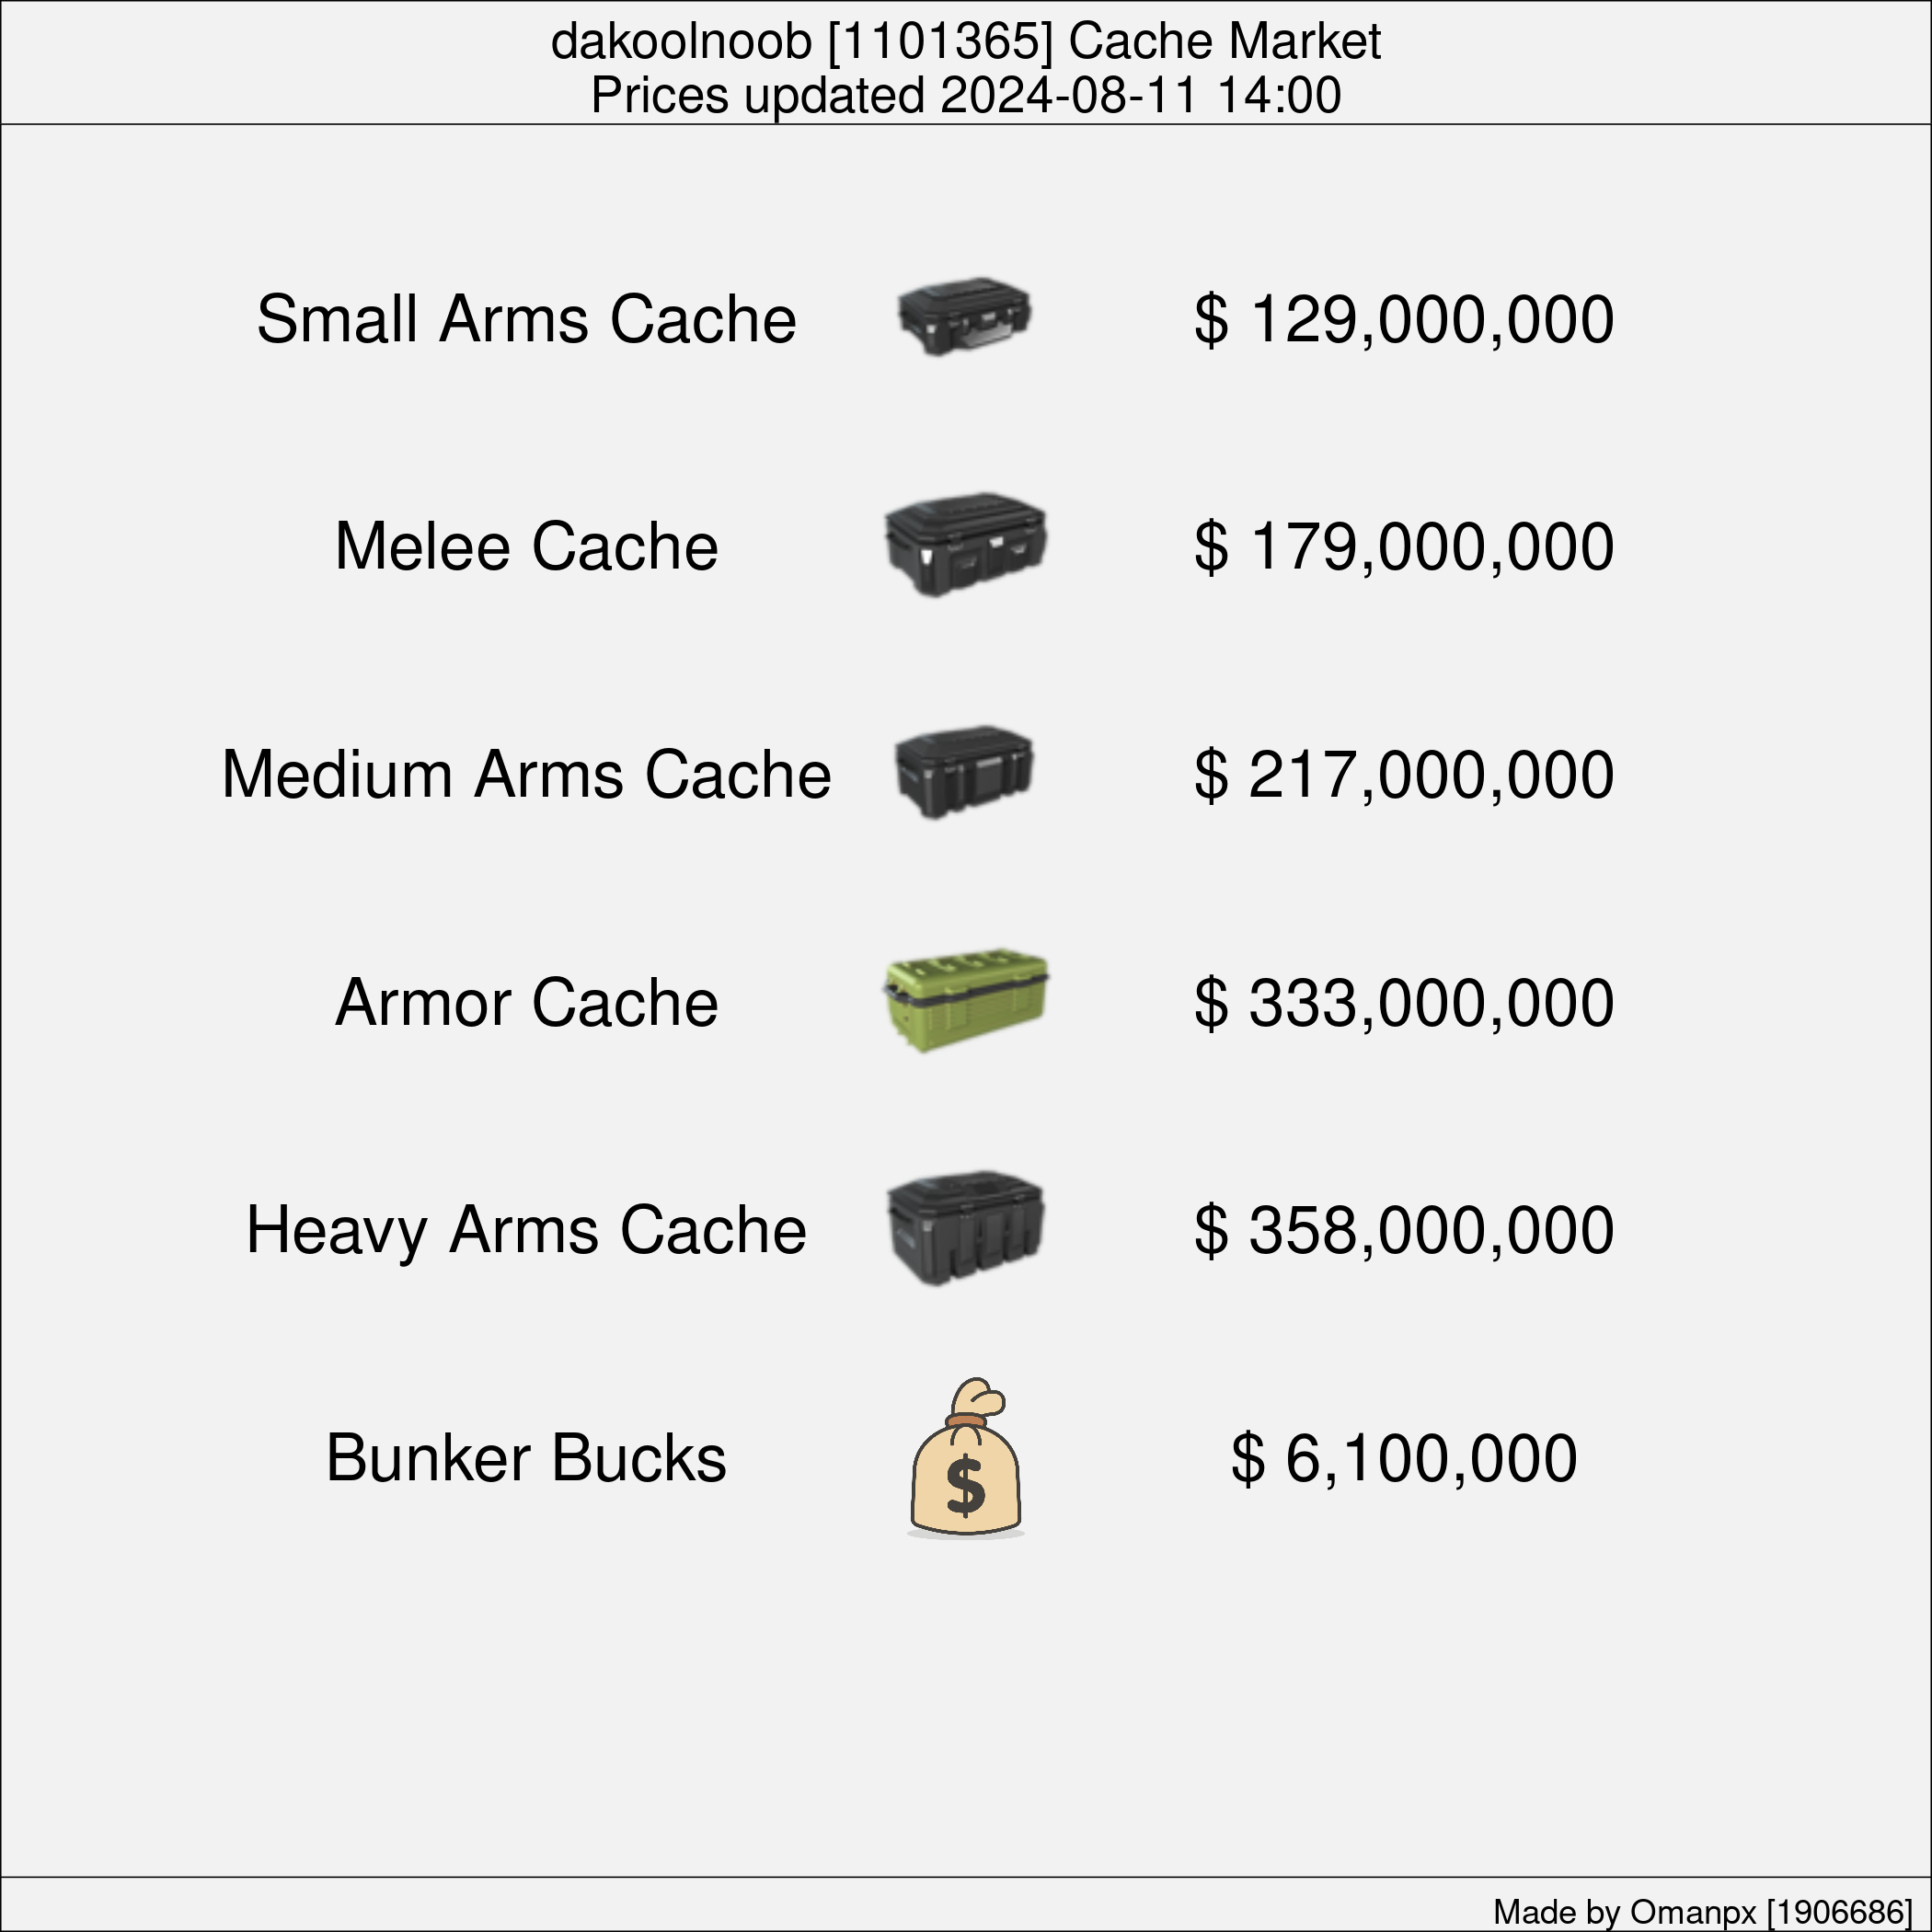 dakoolnoob [1101365] Cache Market
Prices updated 2024-08-11 14:00
Small Arms Cache $ 129,000,000
Melee Cache $ 179,000,000
Medium Arms Cache $ 217,000,000
Armor Cache $ 333,000,000
Heavy Arms Cache $ 358,000,000
Bunker Bucks $ $ 6,100,000
Made by Omanpx [1906686]